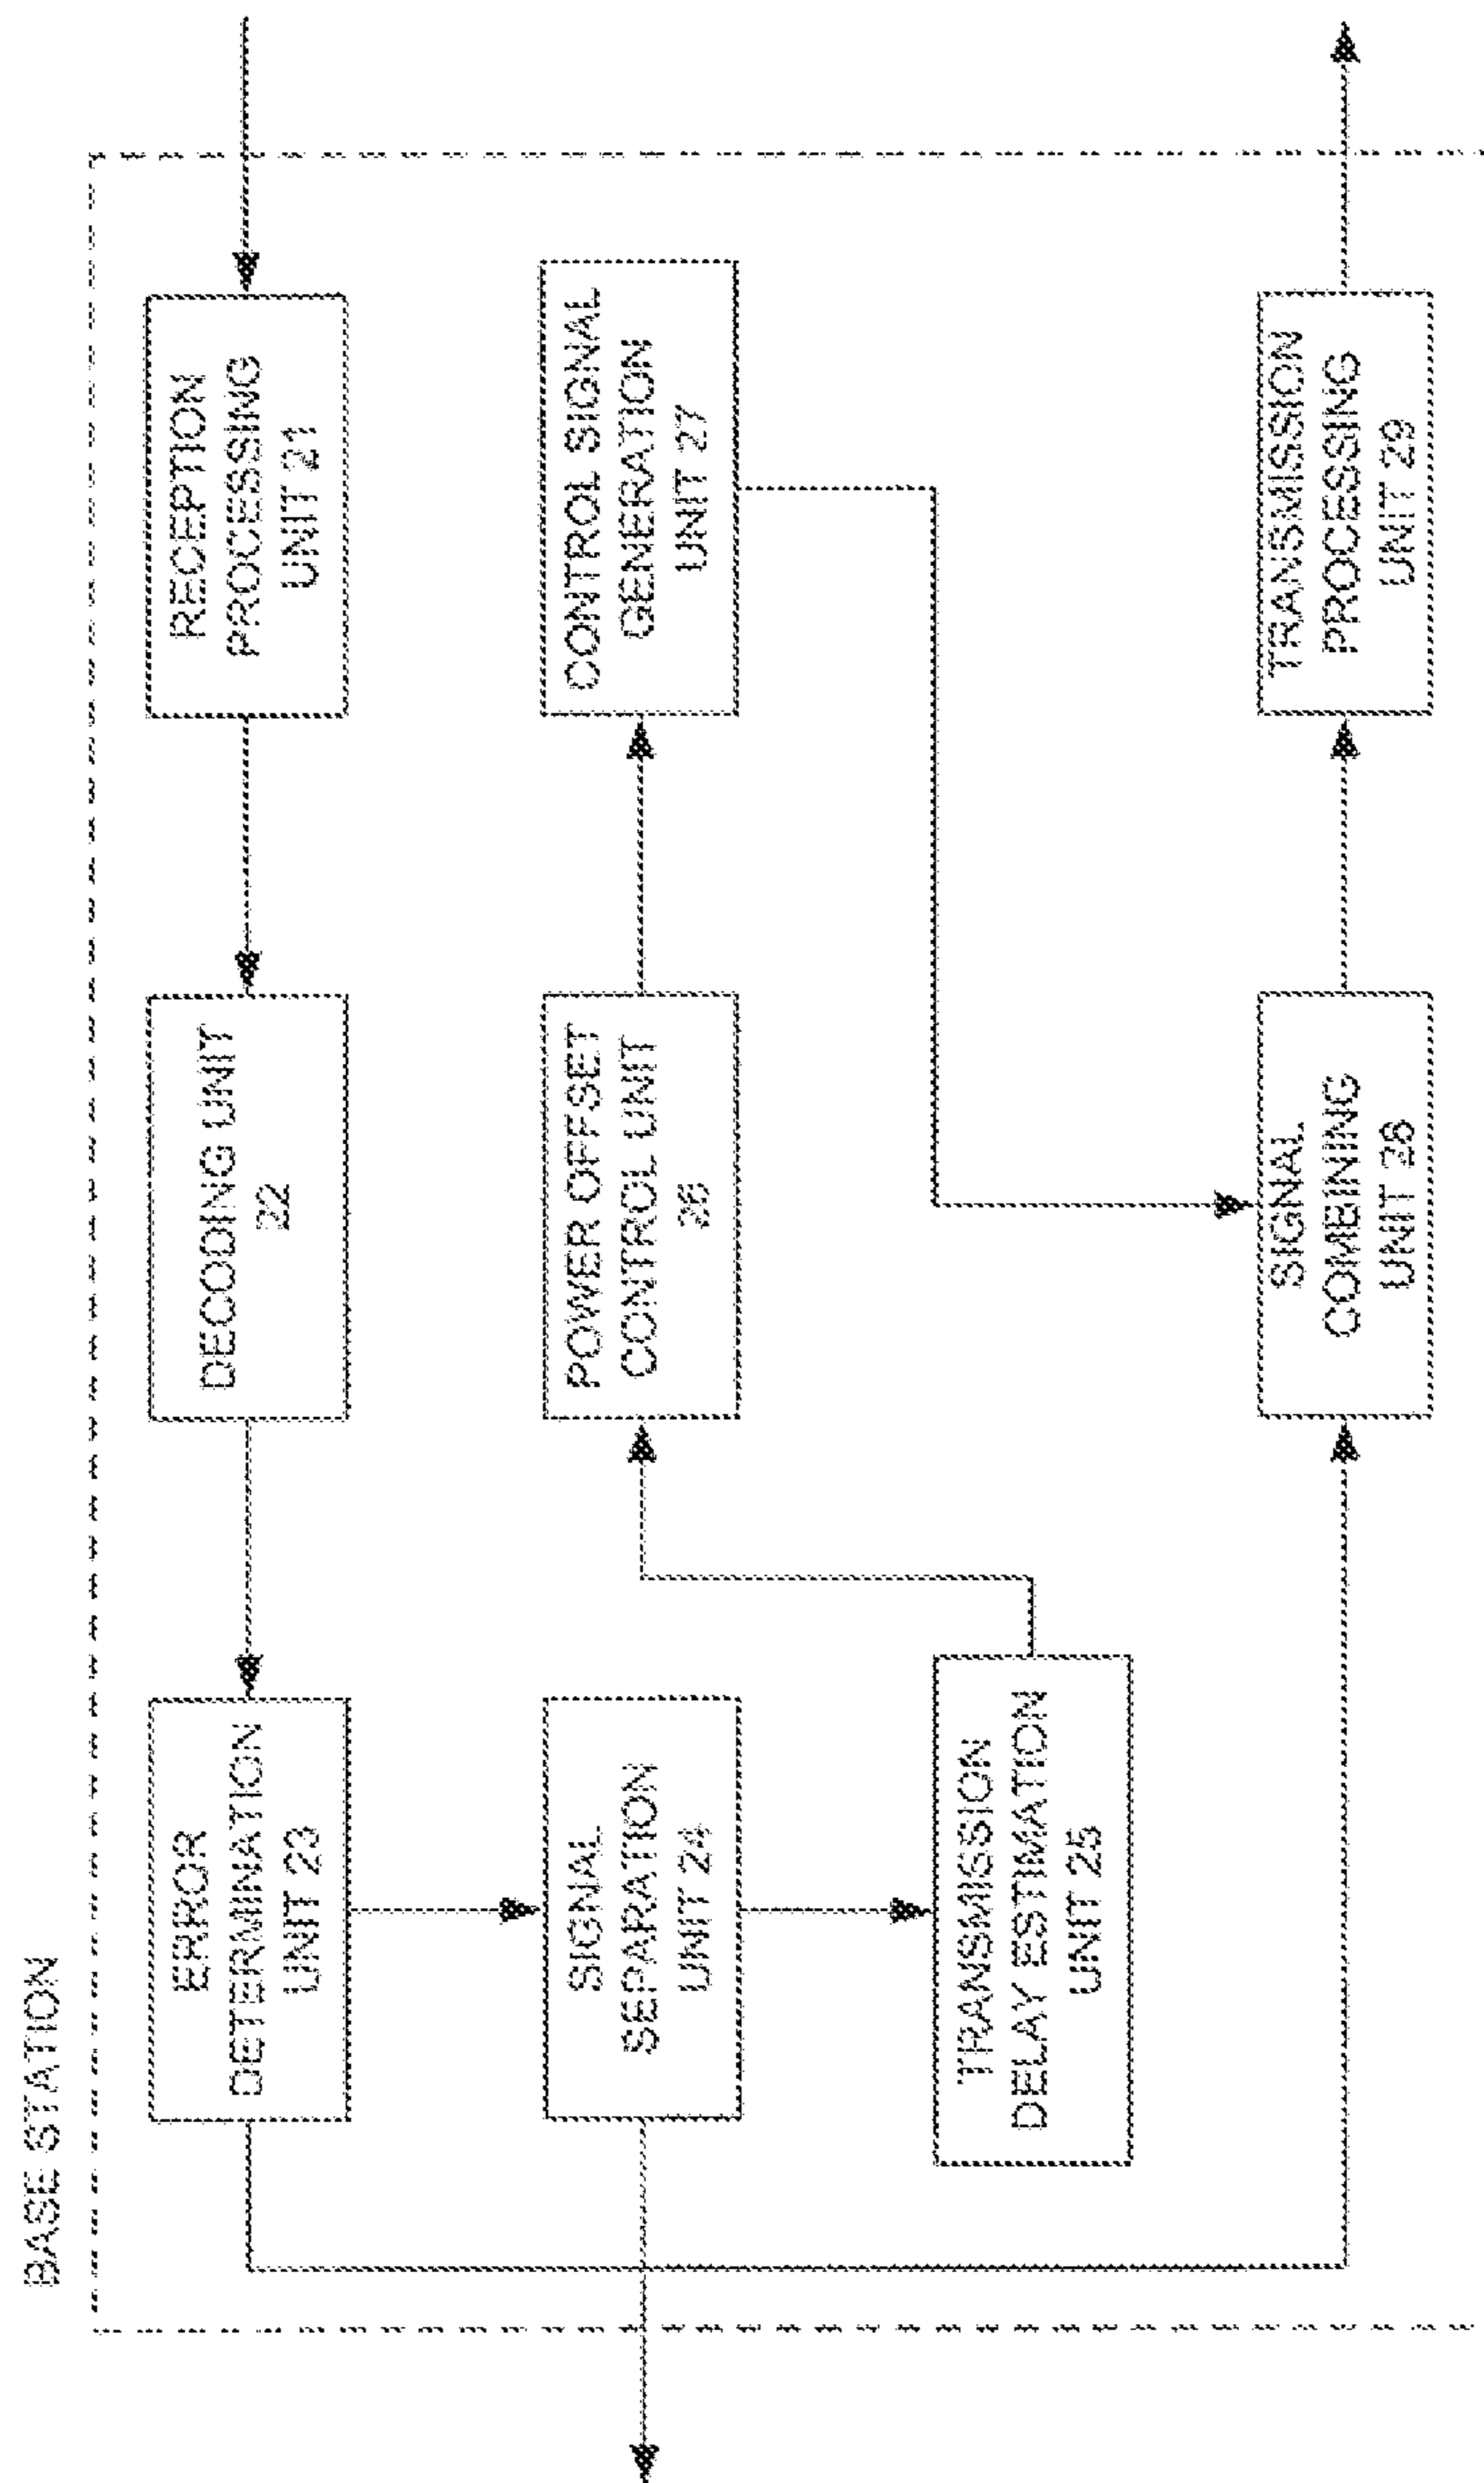 BASE STATION
RECEPTION
PROCESSING
UNIT 21
DECODING UNIT
22
ERROR
DETERMINATION
UNIT 23
CONTROL SIGNAL
GENERATION
UNIT 27
POWER OFFSET
CONTROL UNIT
26
SIGNAL
SEPARATION
UNIT 24
TRANSMISSION
DELAY ESTIMATION
UNIT 25
TRANSMISSION
PROCESSING
UNIT 29
SIGNAL
COMBINING
UNIT 28